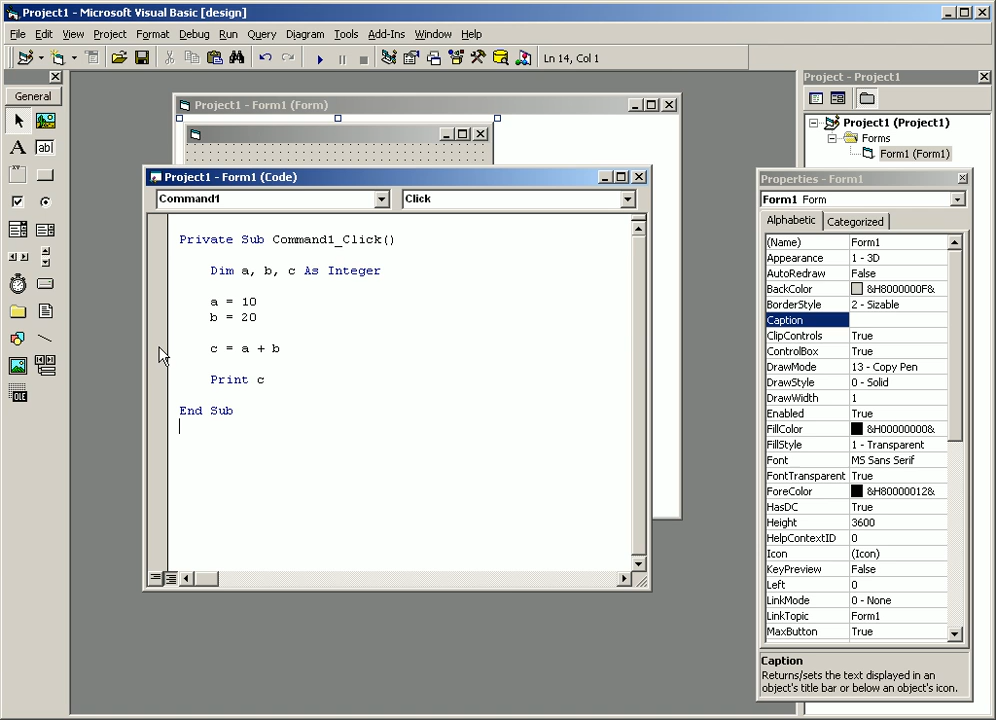 Project1 - Microsoft Visual Basic [design]
File Edit View Project Format Debug Run Query Diagram Tools Add-Ins Window Help
Ln 14, Col 1
General
A
ab|
OLE
Project1 - Form1 (Form)
Project1 - Form1 (Code)
Command1
Click
Private Sub Command1_Click()
Dim a, b, c As Integer
a = 10
b = 20
c = a + b
Print c
End Sub
Project - Project1
Project1 (Project1)
Forms
Form1 (Form1)
Properties - Form1
Form1 Form
Alphabetic Categorized
(Name) Form1
Appearance 1 - 3D
AutoRedraw False
BackColor &H8000000F&
BorderStyle 2 - Sizable
Caption
ClipControls True
ControlBox True
DrawMode 13 - Copy Pen
DrawStyle 0 - Solid
DrawWidth 1
Enabled True
FillColor &H00000000&
FillStyle 1 - Transparent
Font MS Sans Serif
FontTransparent True
ForeColor &H80000012&
HasDC True
Height 3600
HelpContextID 0
Icon (Icon)
KeyPreview False
Left 0
LinkMode 0 - None
LinkTopic Form1
MaxButton True
Caption
Returns/sets the text displayed in an
object's title bar or below an object's icon.